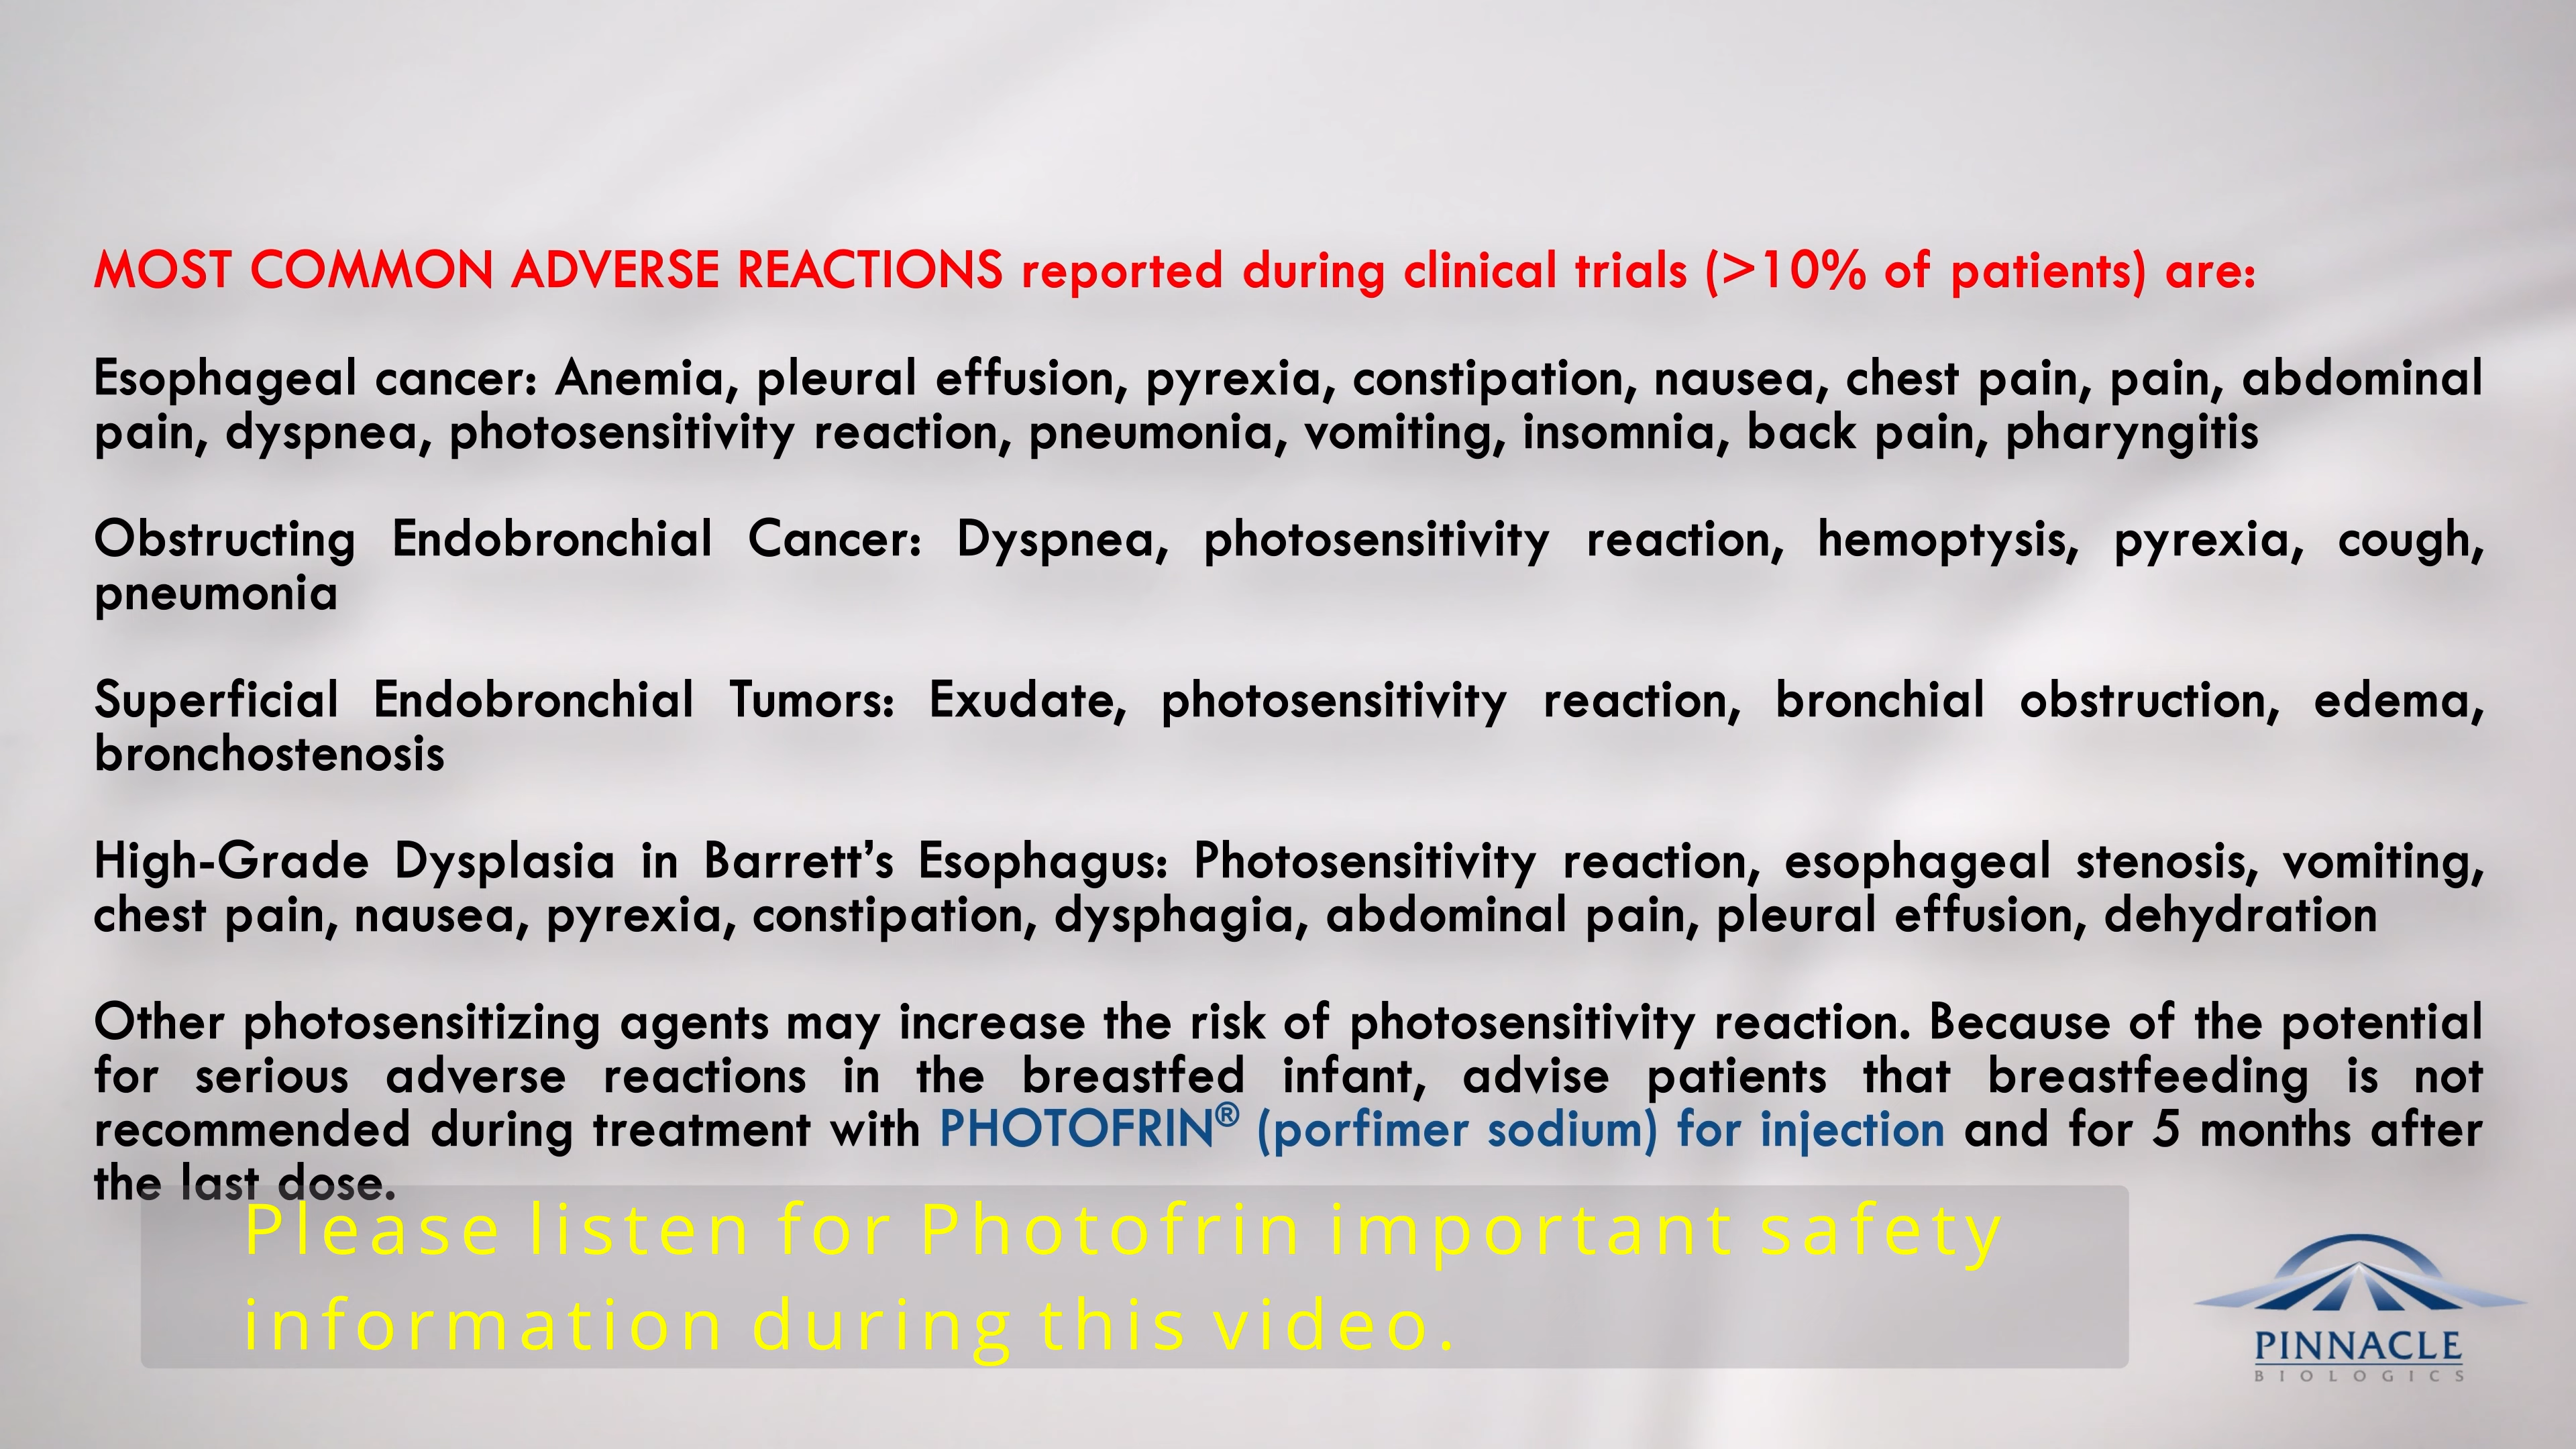 MOST COMMON ADVERSE REACTIONS reported during clinical trials (>10% of patients) are:
Esophageal cancer: Anemia, pleural effusion, pyrexia, constipation, nausea, chest pain, pain, abdominal
pain, dyspnea, photosensitivity reaction, pneumonia, vomiting, insomnia, back pain, pharyngitis
Obstructing Endobronchial Cancer: Dyspnea, photosensitivity reaction, hemoptysis, pyrexia, cough,
pneumonia
Superficial Endobronchial Tumors: Exudate, photosensitivity reaction, bronchial obstruction, edema,
bronchostenosis
High-Grade Dysplasia in Barrett’s Esophagus: Photosensitivity reaction, esophageal stenosis, vomiting,
chest pain, nausea, pyrexia, constipation, dysphagia, abdominal pain, pleural effusion, dehydration
Other photosensitizing agents may increase the risk of photosensitivity reaction. Because of the potential
for serious adverse reactions in the breastfed infant, advise patients that breastfeeding is not
recommended during treatment with PHOTOFRIN® (porfimer sodium) for injection and for 5 months after
the last dose.
Please listen for Photofrin important safety
information during this video.
PINNACLE
BIOLOGICS